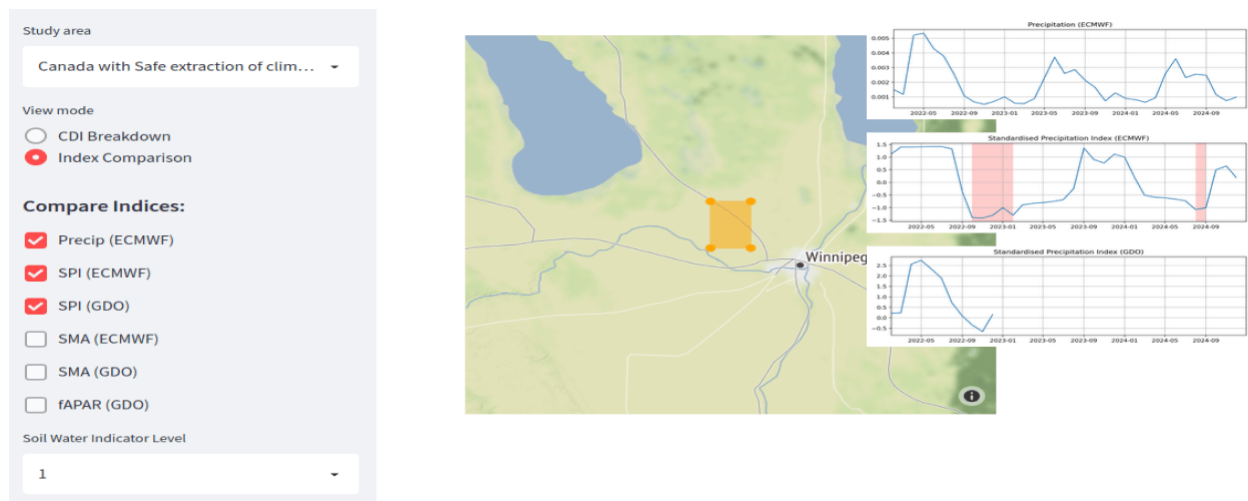 Study area
Canada with Safe extraction of clim...
View mode
CDI Breakdown
Index Comparison
Compare Indices:
Precip (ECMWF)
SPI (ECMWF)
SPI (GDO)
SMA (ECMWF)
SMA (GDO)
fAPAR (GDO)
Soil Water Indicator Level
1
Winnipeg
Precipitation (ECMWF)
0.005
0.004
0.003
0.002
0.001
2022-05 2022-09 2023-01 2023-05 2023-09 2024-01 2024-05 2024-09
Standardised Precipitation Index (ECMWF)
1.5
1.0
0.5
0.0
−0.5
−1.0
−1.5
2022-05 2022-09 2023-01 2023-05 2023-09 2024-01 2024-05 2024-09
Standardised Precipitation Index (GDO)
2.5
2.0
1.5
1.0
0.5
0.0
−0.5
2022-05 2022-09 2023-01 2023-05 2023-09 2024-01 2024-05 2024-09